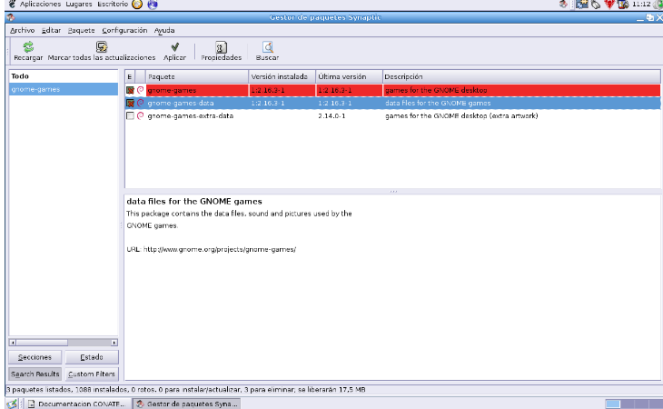 Aplicaciones Lugares Escritorio 11:12
Gestor de paquetes Synaptic
Archivo Editar Paquete Configuración Ayuda
Recargar Marcar todas las actualizaciones Aplicar Propiedades Buscar
Todo
gnome-games
E Paquete Versión instalada Última versión Descripción
gnome-games 1:2.16.3-1 1:2.16.3-1 games for the GNOME desktop
gnome-games-data 1:2.16.3-1 1:2.16.3-1 data files for the GNOME games
gnome-games-extra-data 2.14.0-1 games for the GNOME desktop (extra artwork)
data files for the GNOME games
This package contains the data files, sound and pictures used by the
GNOME games.
URL: http://www.gnome.org/projects/gnome-games/
Secciones Estado
Search Results Custom Filters
3 paquetes listados, 1088 instalados, 0 rotos. 0 para instalar/actualizar, 3 para eliminar; se liberarán 17,5 MB
Documentacion CONATE... Gestor de paquetes Syna...